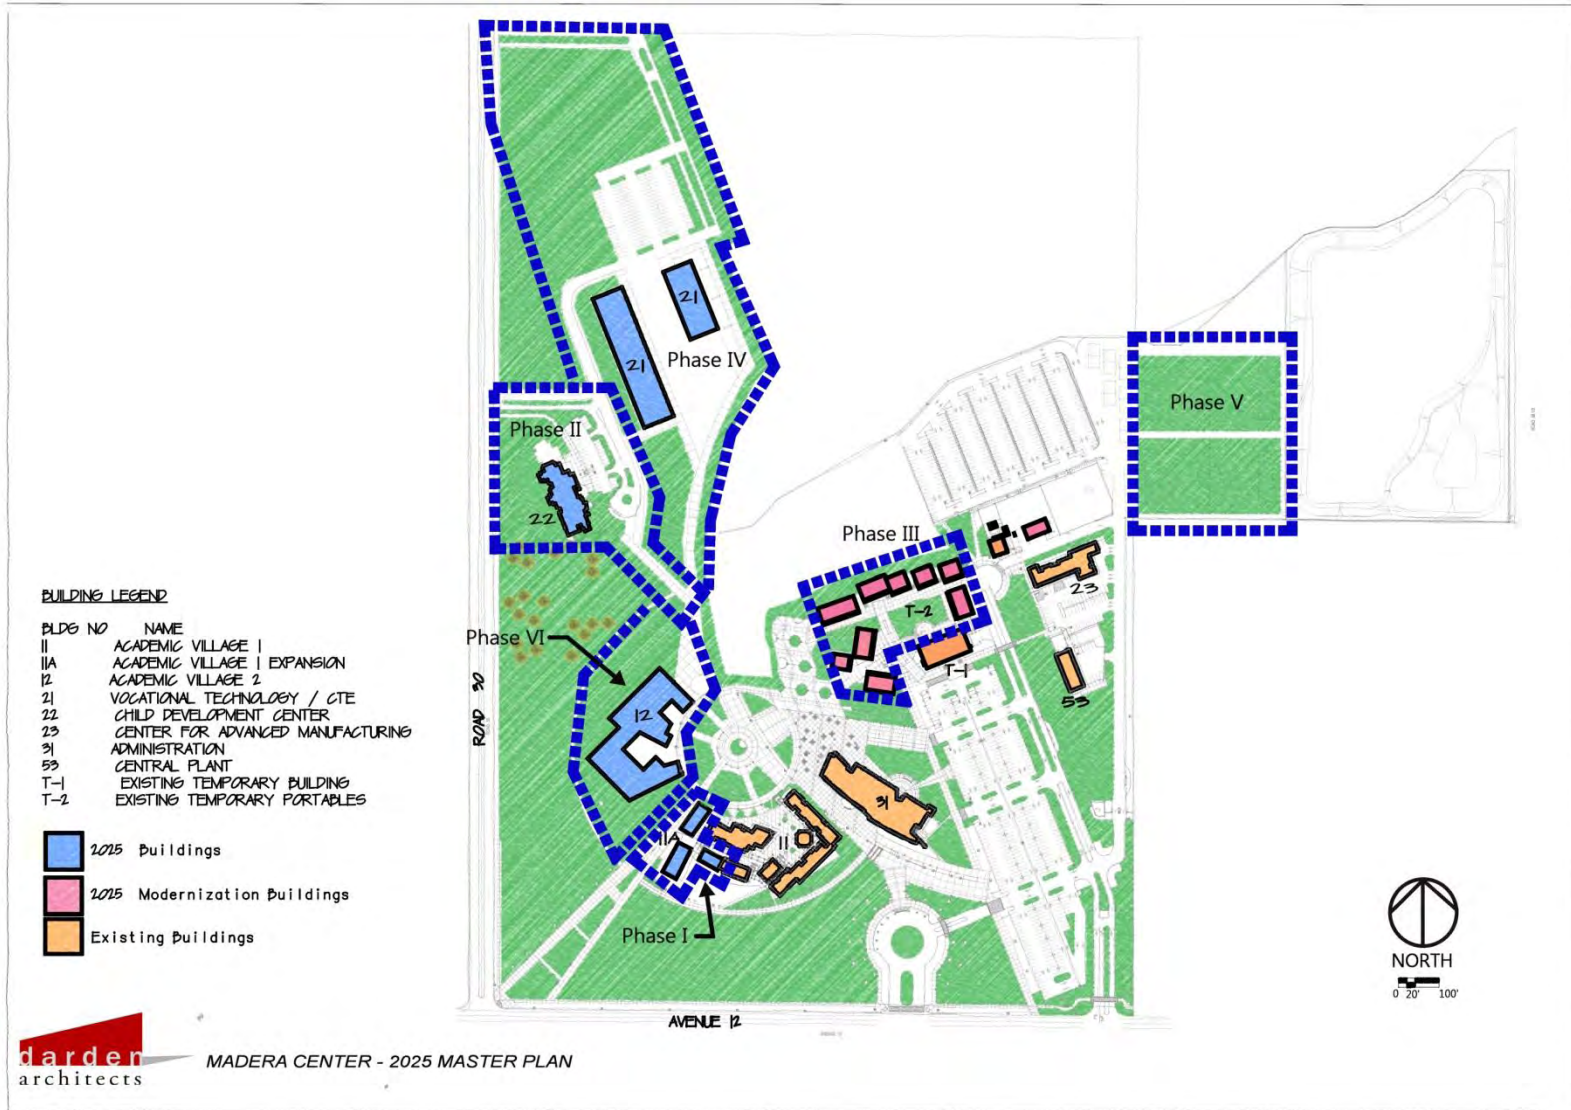 21
21
Phase IV
Phase II
22
Phase V
Phase III
T-2
23
T-1
53
BUILDING LEGEND
BLDG NO NAME
11 ACADEMIC VILLAGE 1
11A ACADEMIC VILLAGE 1 EXPANSION
12 ACADEMIC VILLAGE 2
21 VOCATIONAL TECHNOLOGY / CTE
22 CHILD DEVELOPMENT CENTER
23 CENTER FOR ADVANCED MANUFACTURING
31 ADMINISTRATION
53 CENTRAL PLANT
T-1 EXISTING TEMPORARY BUILDING
T-2 EXISTING TEMPORARY PORTABLES
Phase VI
ROAD 30
12
31
11A
11
Phase I
2025 Buildings
2025 Modernization Buildings
Existing Buildings
NORTH
0 20' 100'
AVENUE 12
darden
architects
MADERA CENTER - 2025 MASTER PLAN